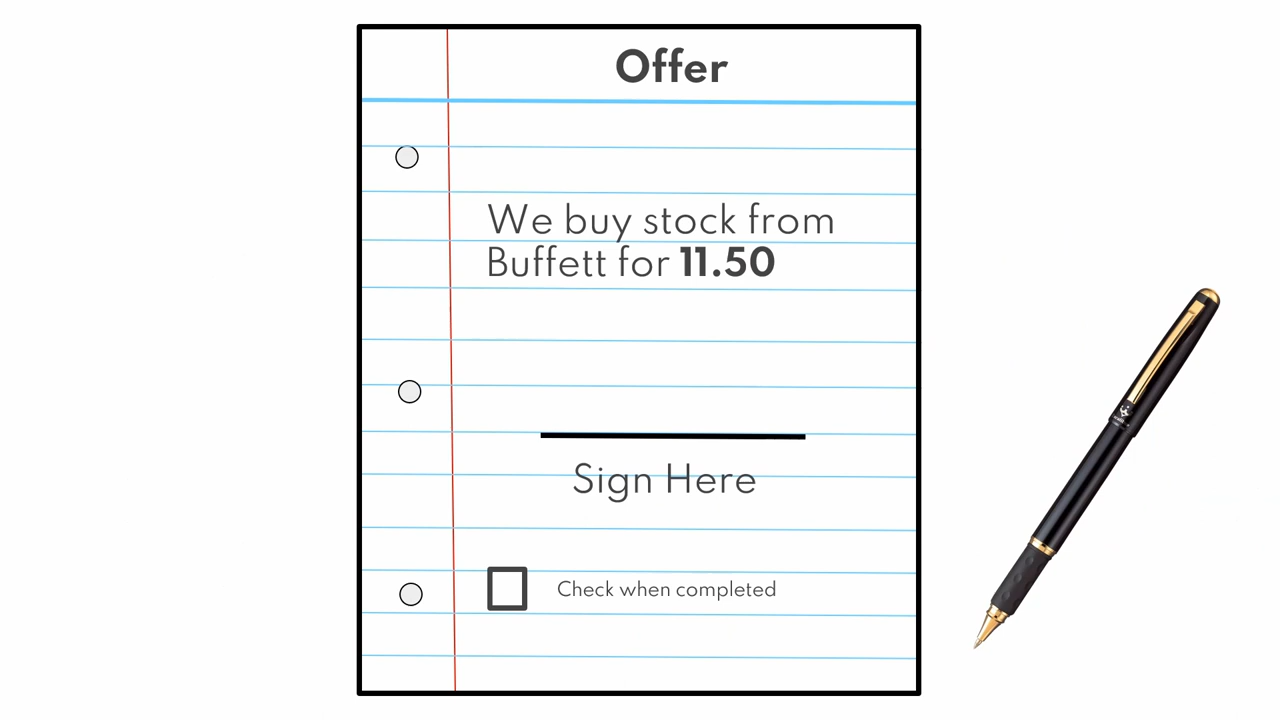 Offer
We buy stock from
Buffett for 11.50
Sign Here
Check when completed